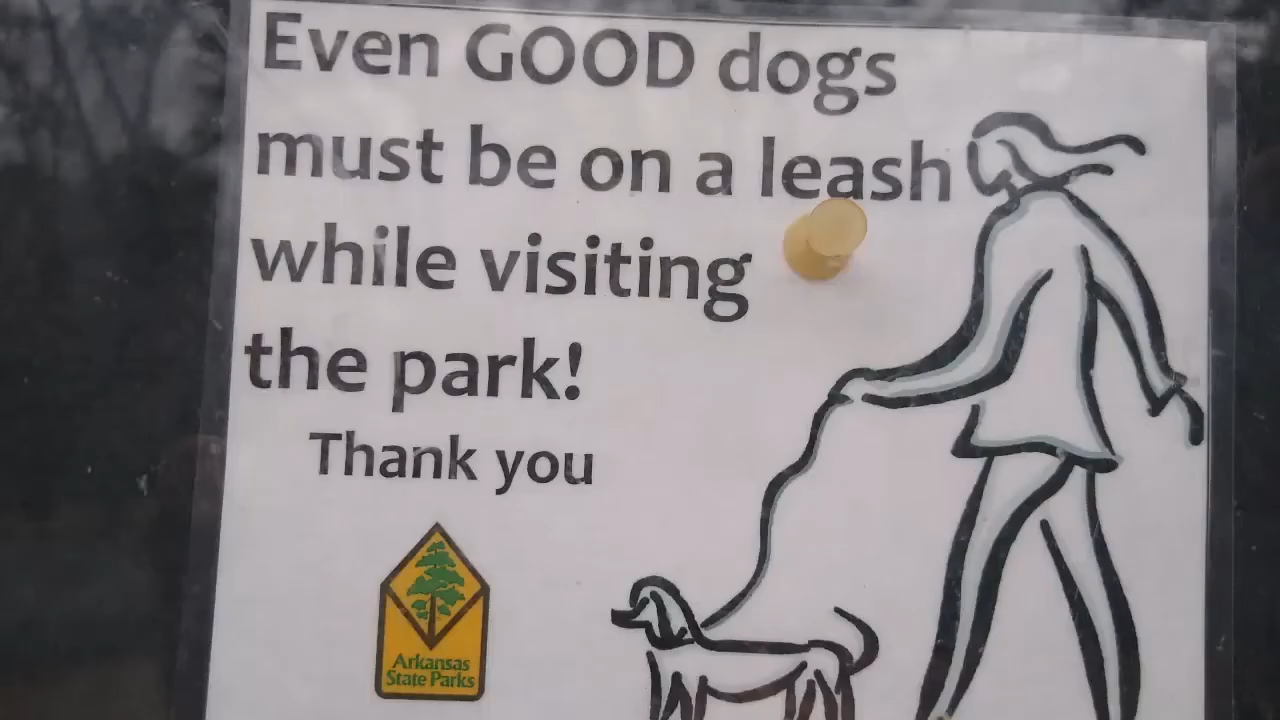 Even GOOD dogs
must be on a leash
while visiting
the park!
Thank you
Arkansas
State Parks